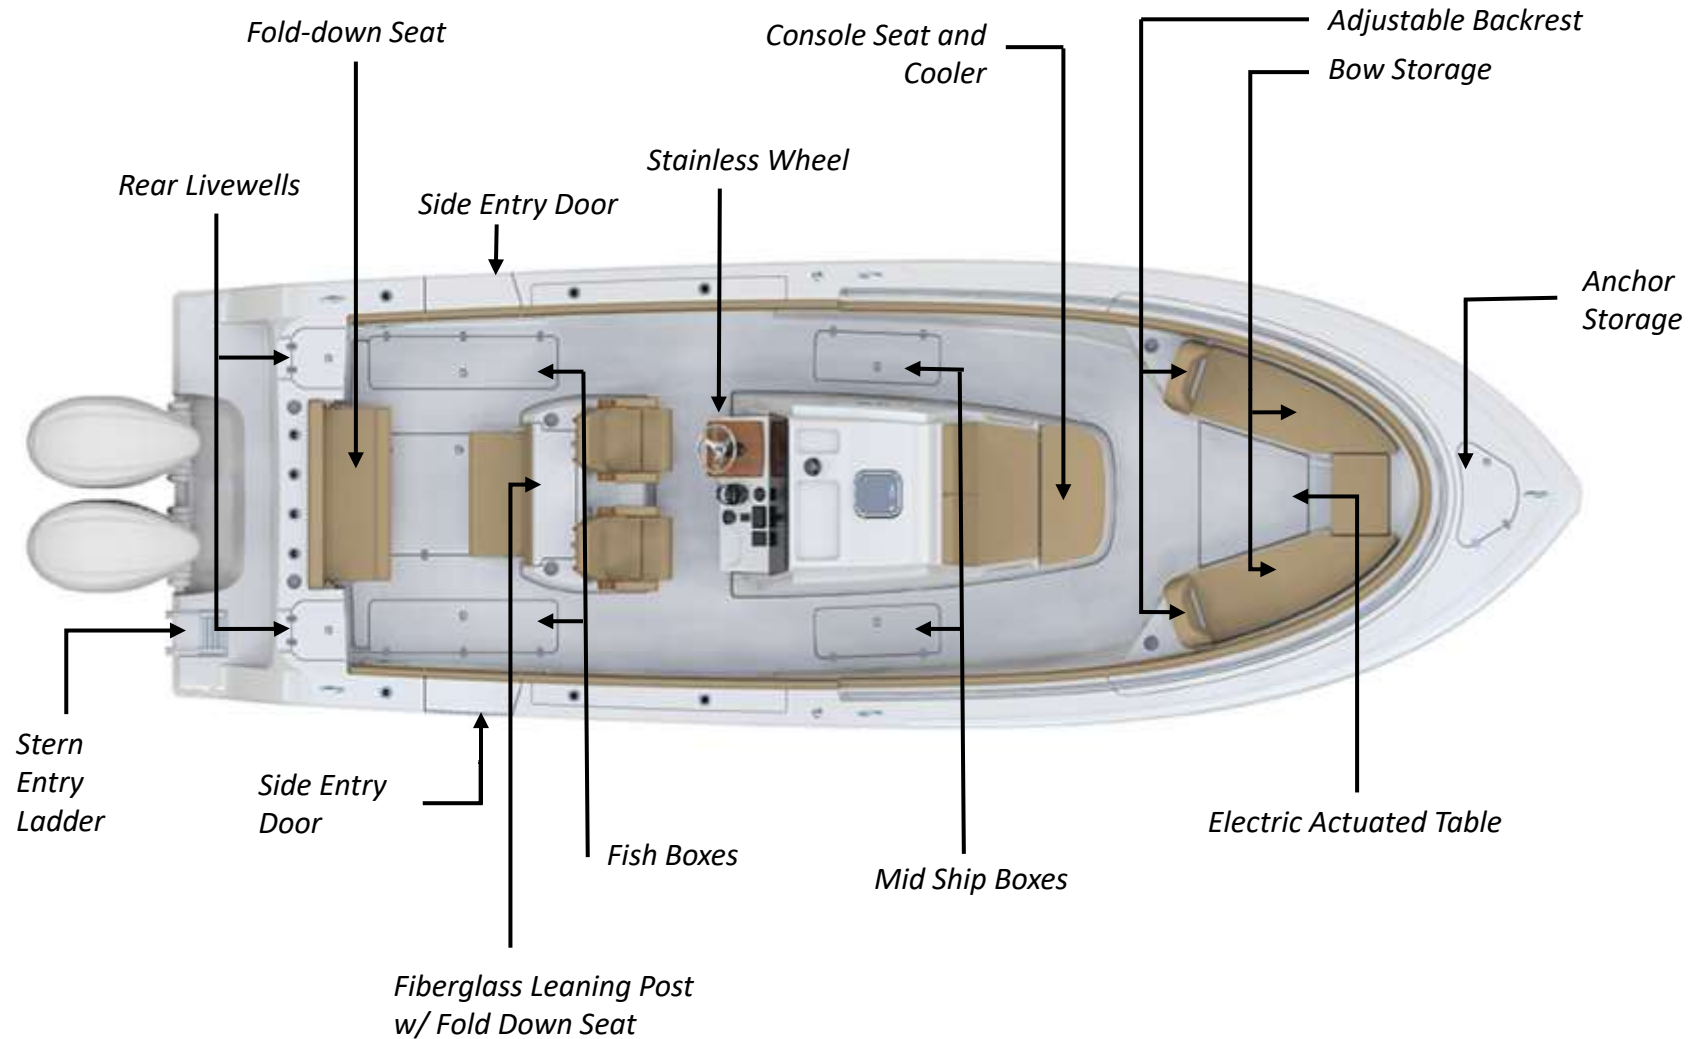 Fold-down Seat
Console Seat and
Cooler
Adjustable Backrest
Bow Storage
Stainless Wheel
Rear Livewells
Side Entry Door
Anchor
Storage
Stern
Entry
Ladder
Side Entry
Door
Fish Boxes
Mid Ship Boxes
Electric Actuated Table
Fiberglass Leaning Post
w/ Fold Down Seat